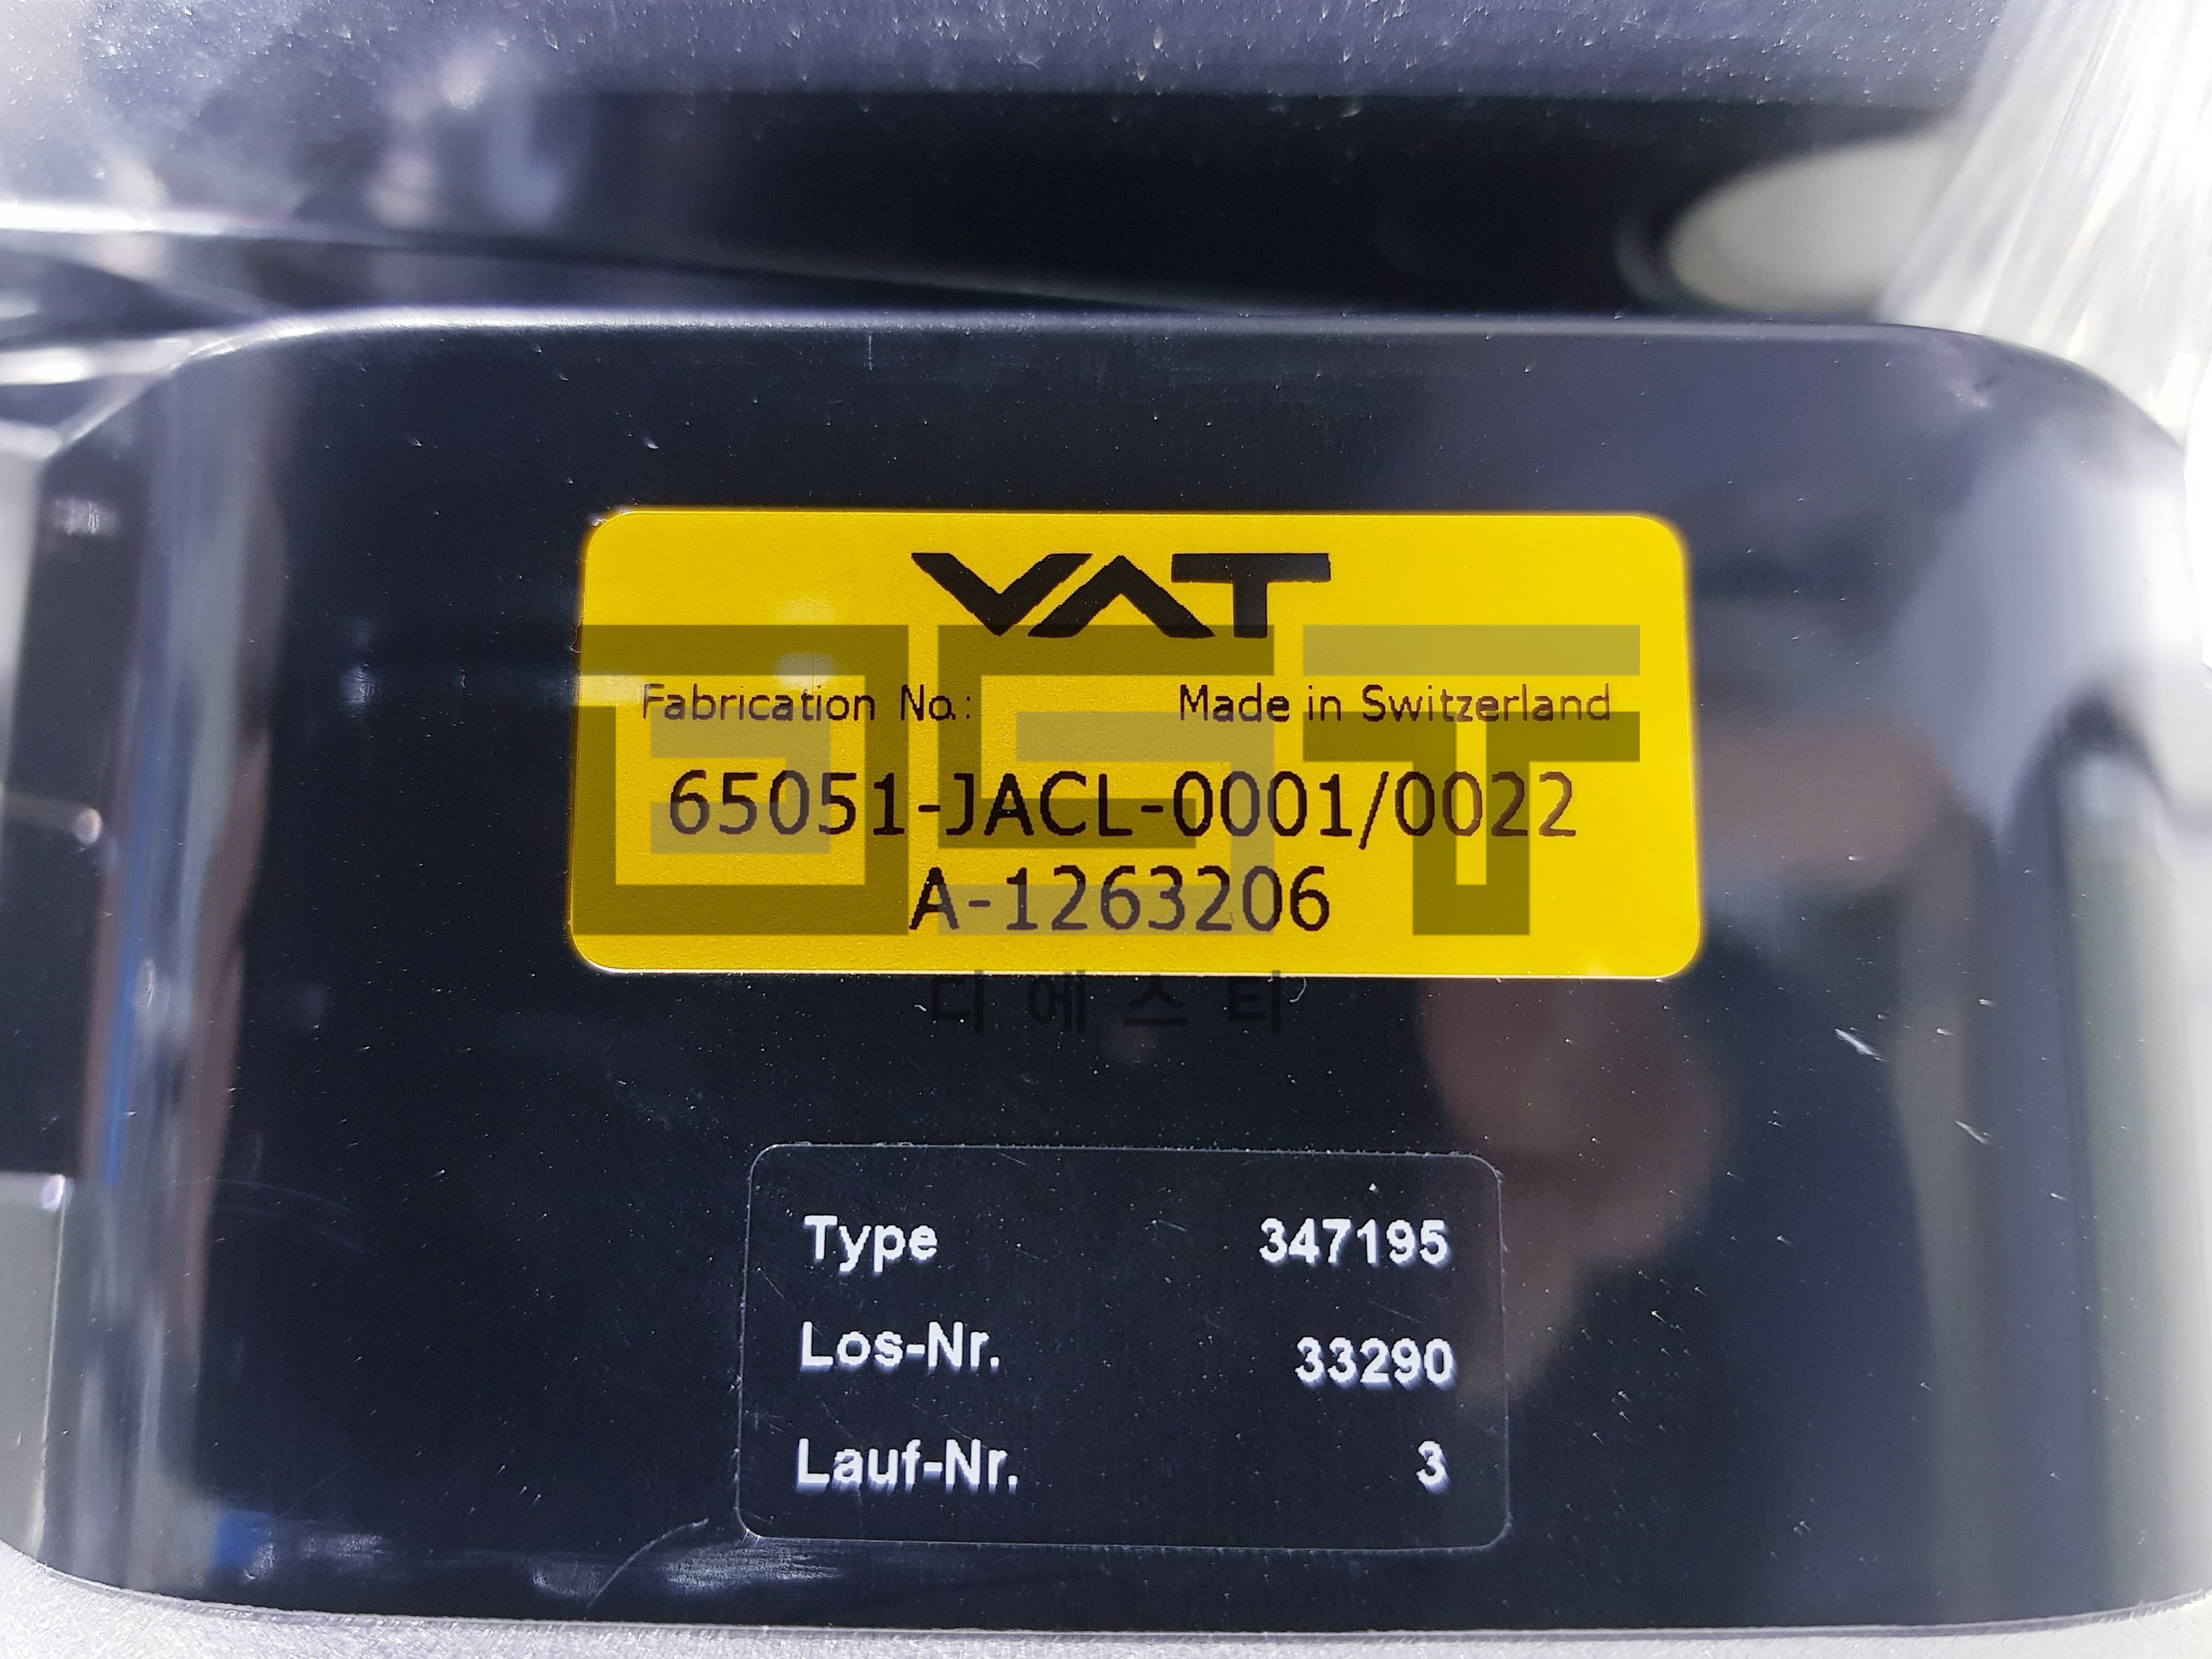 VAT
Fabrication No.: Made in Switzerland
65051-JACL-0001/0022
A-1263206
DST
디에스티
Type 347195
Los-Nr. 33290
Lauf-Nr. 3